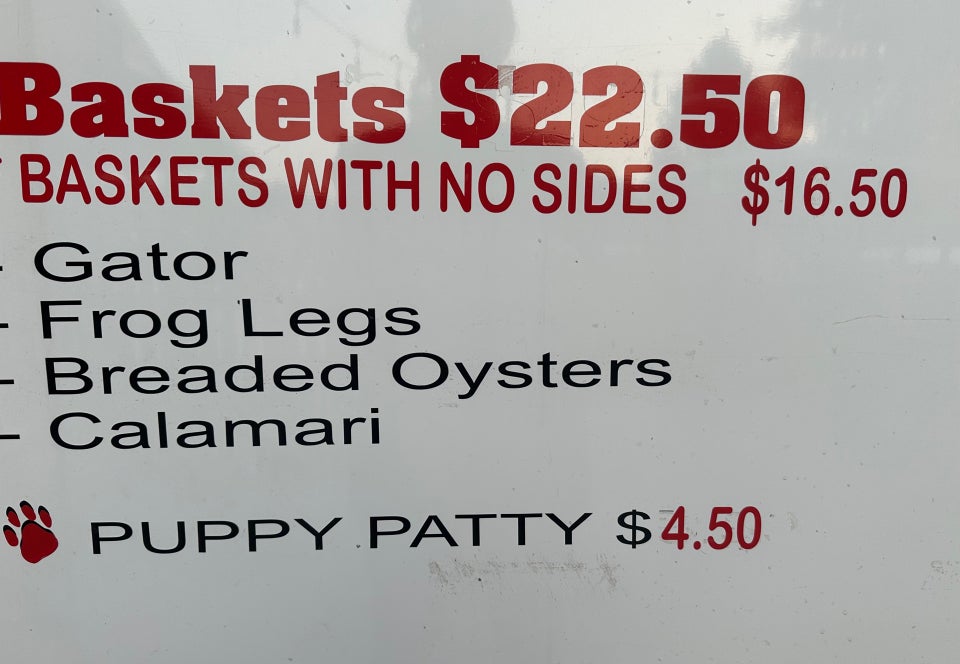 Baskets $22.50
BASKETS WITH NO SIDES $16.50
- Gator
- Frog Legs
- Breaded Oysters
- Calamari
PUPPY PATTY $4.50